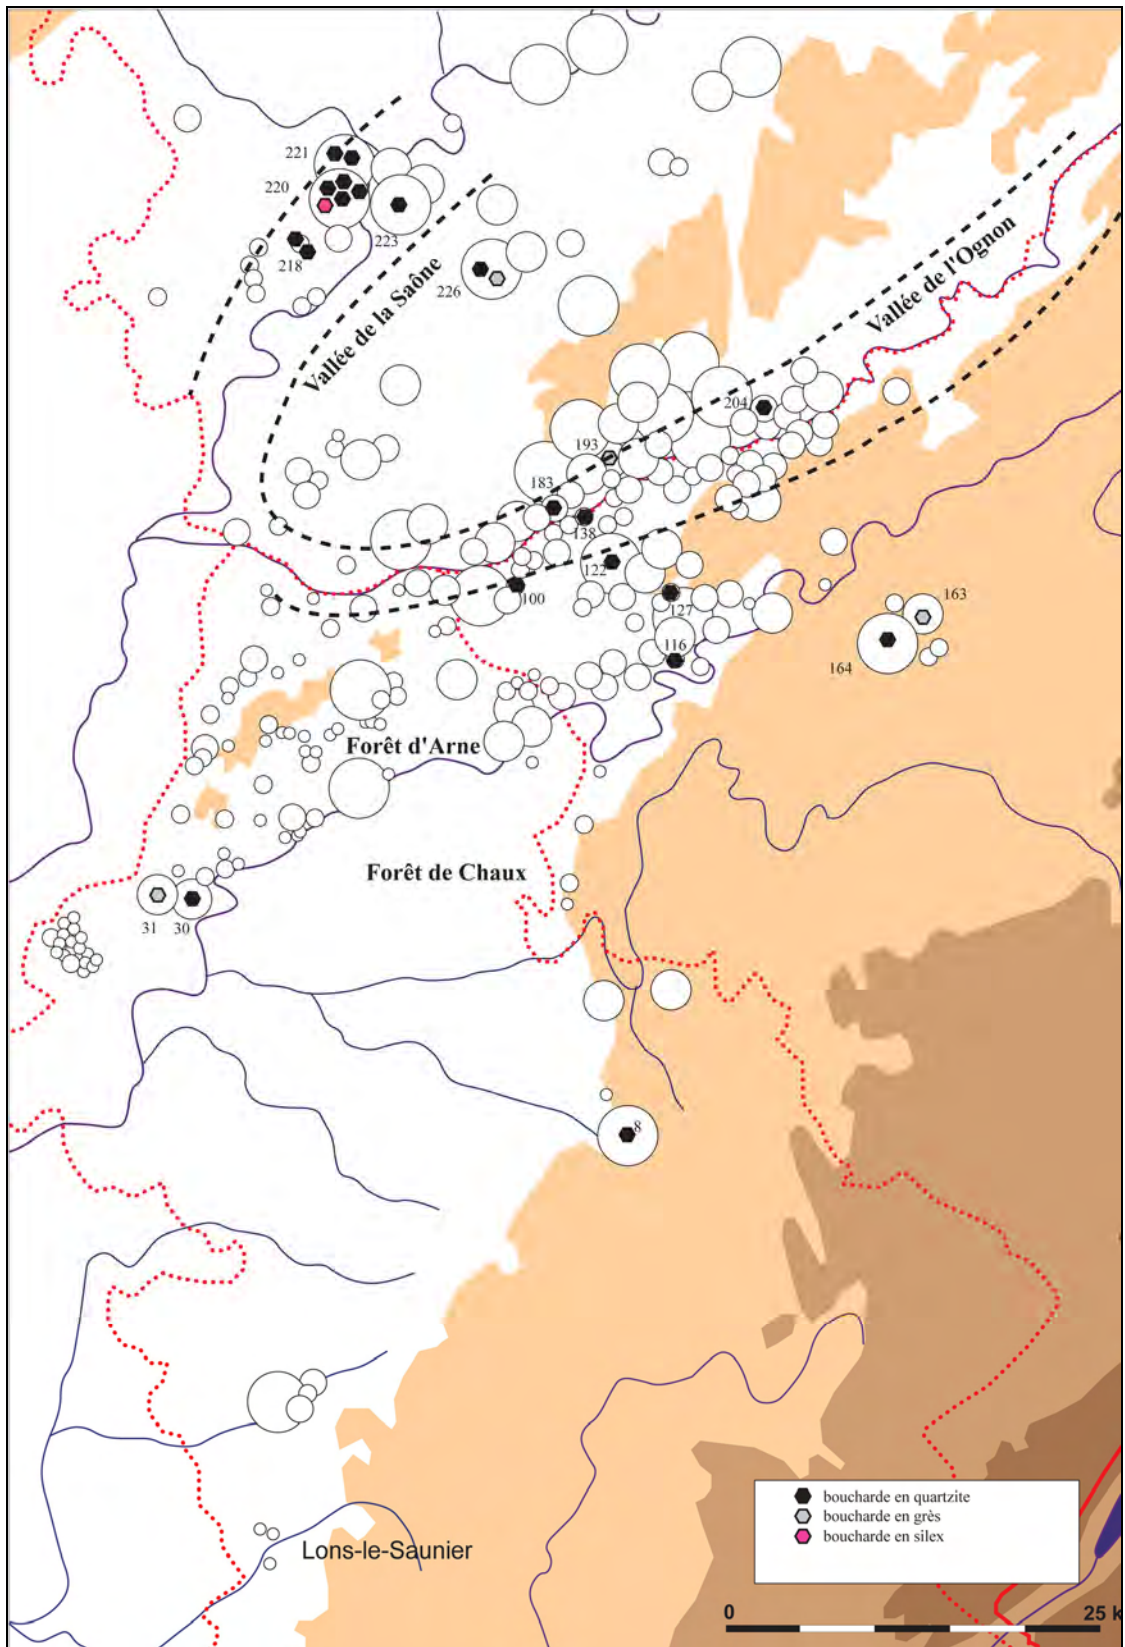 221
220
223
218
226
Vallée de la Saône
Vallée de l'Ognon
204
193
183
138
122
100
127
116
163
164
Forêt d'Arne
Forêt de Chaux
31
30
8
boucharde en quartzite
boucharde en grès
boucharde en silex
Lons-le-Saunier
0
25 k